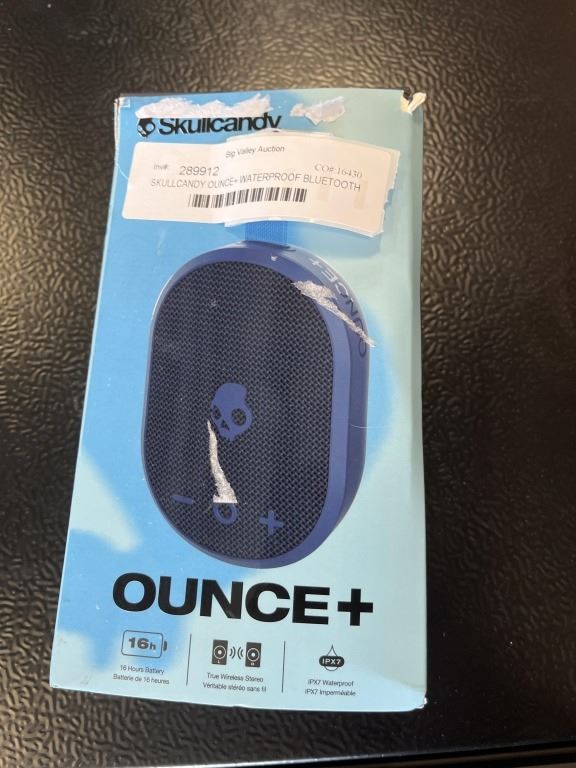 Skullcandy
Big Valley Auction
Inv#: 289912 CO#:16430
SKULLCANDY OUNCE+ WATERPROOF BLUETOOTH
OUNCE+
OUNCE+
16h
L R
IPX7
16 Hours Battery
Batterie de 16 heures
True Wireless Stereo
Véritable stéréo sans fil
IPX7 Waterproof
IPX7 Imperméable